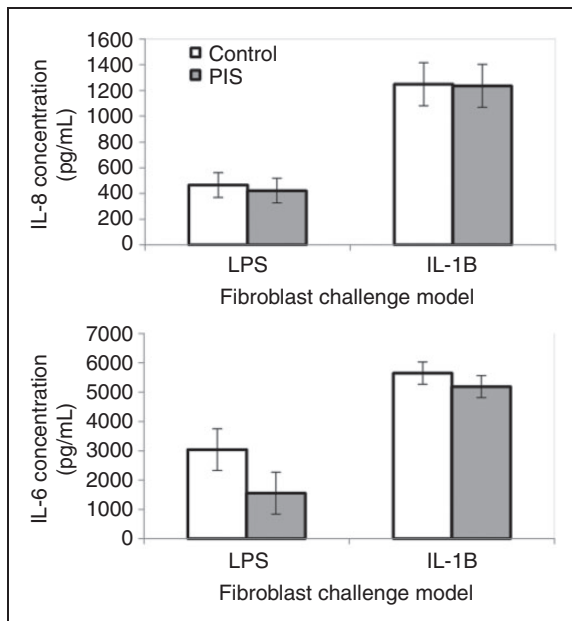 IL-8 concentration
(pg/mL)
1600
1400
1200
1000
800
600
400
200
0
Control
PIS
LPS
IL-1B
Fibroblast challenge model
IL-6 concentration
(pg/mL)
7000
6000
5000
4000
3000
2000
1000
0
LPS
IL-1B
Fibroblast challenge model